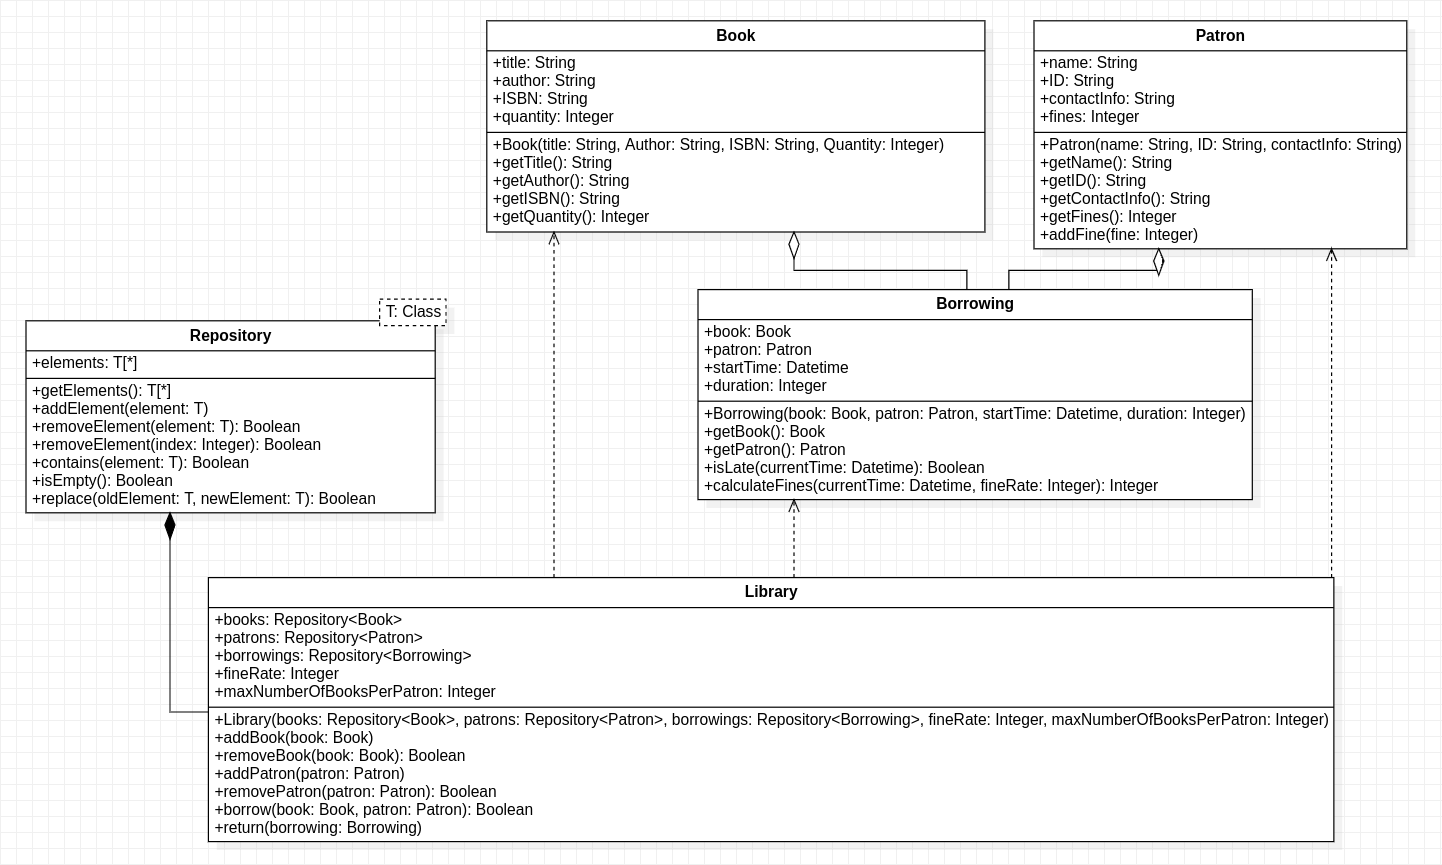 Book
+title: String
+author: String
+ISBN: String
+quantity: Integer
+Book(title: String, Author: String, ISBN: String, Quantity: Integer)
+getTitle(): String
+getAuthor(): String
+getISBN(): String
+getQuantity(): Integer
Patron
+name: String
+ID: String
+contactInfo: String
+fines: Integer
+Patron(name: String, ID: String, contactInfo: String)
+getName(): String
+getID(): String
+getContactInfo(): String
+getFines(): Integer
+addFine(fine: Integer)
T: Class
Repository
+elements: T[*]
+getElements(): T[*]
+addElement(element: T)
+removeElement(element: T): Boolean
+removeElement(index: Integer): Boolean
+contains(element: T): Boolean
+isEmpty(): Boolean
+replace(oldElement: T, newElement: T): Boolean
Borrowing
+book: Book
+patron: Patron
+startTime: Datetime
+duration: Integer
+Borrowing(book: Book, patron: Patron, startTime: Datetime, duration: Integer)
+getBook(): Book
+getPatron(): Patron
+isLate(currentTime: Datetime): Boolean
+calculateFines(currentTime: Datetime, fineRate: Integer): Integer
Library
+books: Repository<Book>
+patrons: Repository<Patron>
+borrowings: Repository<Borrowing>
+fineRate: Integer
+maxNumberOfBooksPerPatron: Integer
+Library(books: Repository<Book>, patrons: Repository<Patron>, borrowings: Repository<Borrowing>, fineRate: Integer, maxNumberOfBooksPerPatron: Integer)
+addBook(book: Book)
+removeBook(book: Book): Boolean
+addPatron(patron: Patron)
+removePatron(patron: Patron): Boolean
+borrow(book: Book, patron: Patron): Boolean
+return(borrowing: Borrowing)